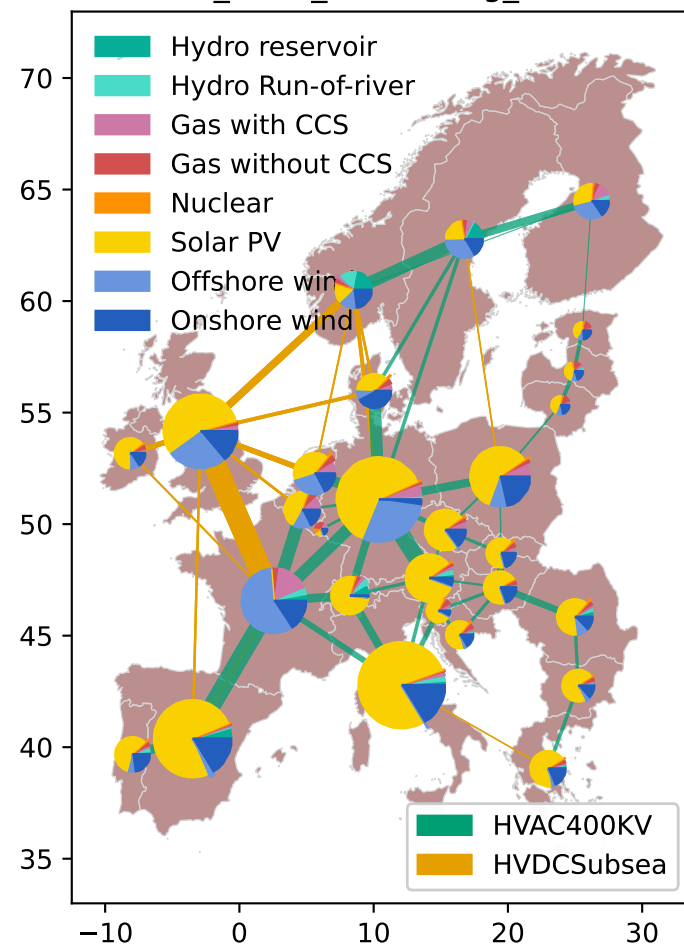 Hydro reservoir
Hydro Run-of-river
Gas with CCS
Gas without CCS
Nuclear
Solar PV
Offshore wind
Onshore wind
70
65
60
55
50
45
40
35
HVAC400KV
HVDCSubsea
−10 0 10 20 30